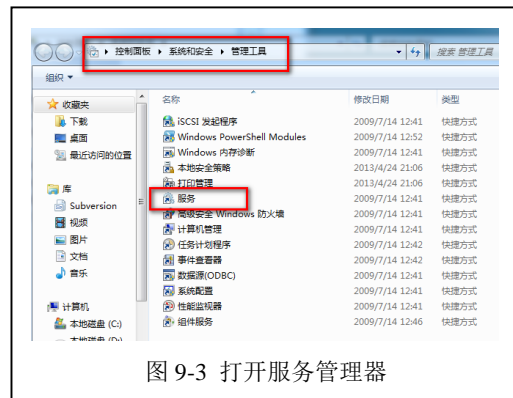 控制面板 ▸ 系统和安全 ▸ 管理工具
搜索 管理工具
组织
名称 修改日期 类型
收藏夹
下载
桌面
最近访问的位置
库
Subversion
视频
图片
文档
音乐
计算机
本地磁盘 (C:)
本地磁盘 (D:)
iSCSI 发起程序 2009/7/14 12:41 快捷方式
Windows PowerShell Modules 2009/7/14 12:52 快捷方式
Windows 内存诊断 2009/7/14 12:41 快捷方式
本地安全策略 2013/4/24 21:06 快捷方式
打印管理 2013/4/24 21:06 快捷方式
服务 2009/7/14 12:41 快捷方式
高级安全 Windows 防火墙 2009/7/14 12:41 快捷方式
计算机管理 2009/7/14 12:41 快捷方式
任务计划程序 2009/7/14 12:42 快捷方式
事件查看器 2009/7/14 12:42 快捷方式
数据源(ODBC) 2009/7/14 12:41 快捷方式
系统配置 2009/7/14 12:41 快捷方式
性能监视器 2009/7/14 12:41 快捷方式
组件服务 2009/7/14 12:46 快捷方式
图 9-3 打开服务管理器